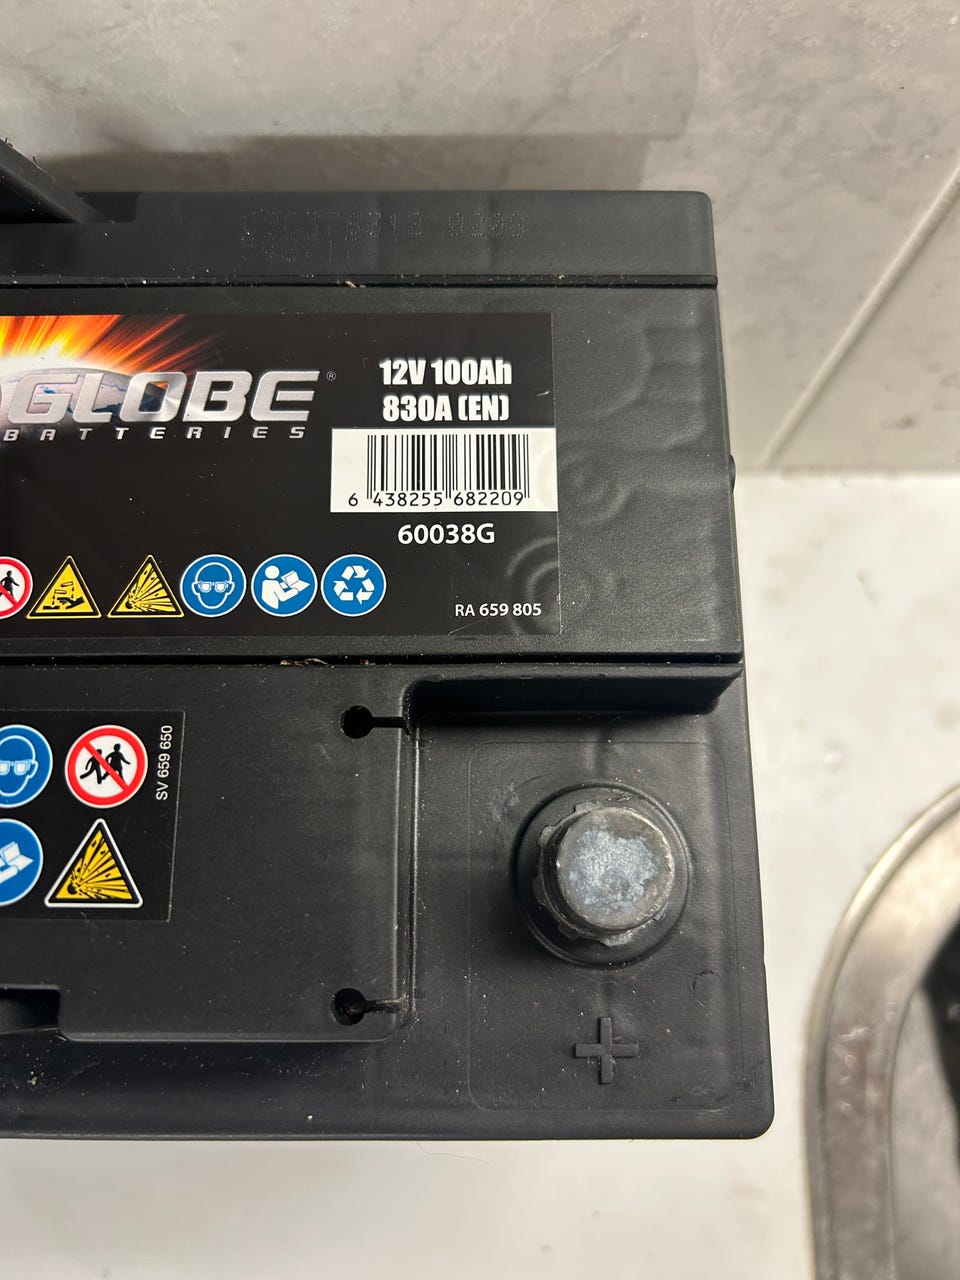 GLOBE®
BATTERIES
12V 100Ah
830A (EN)
6 438255 682209
60038G
RA 659 805
SV 659 650
+